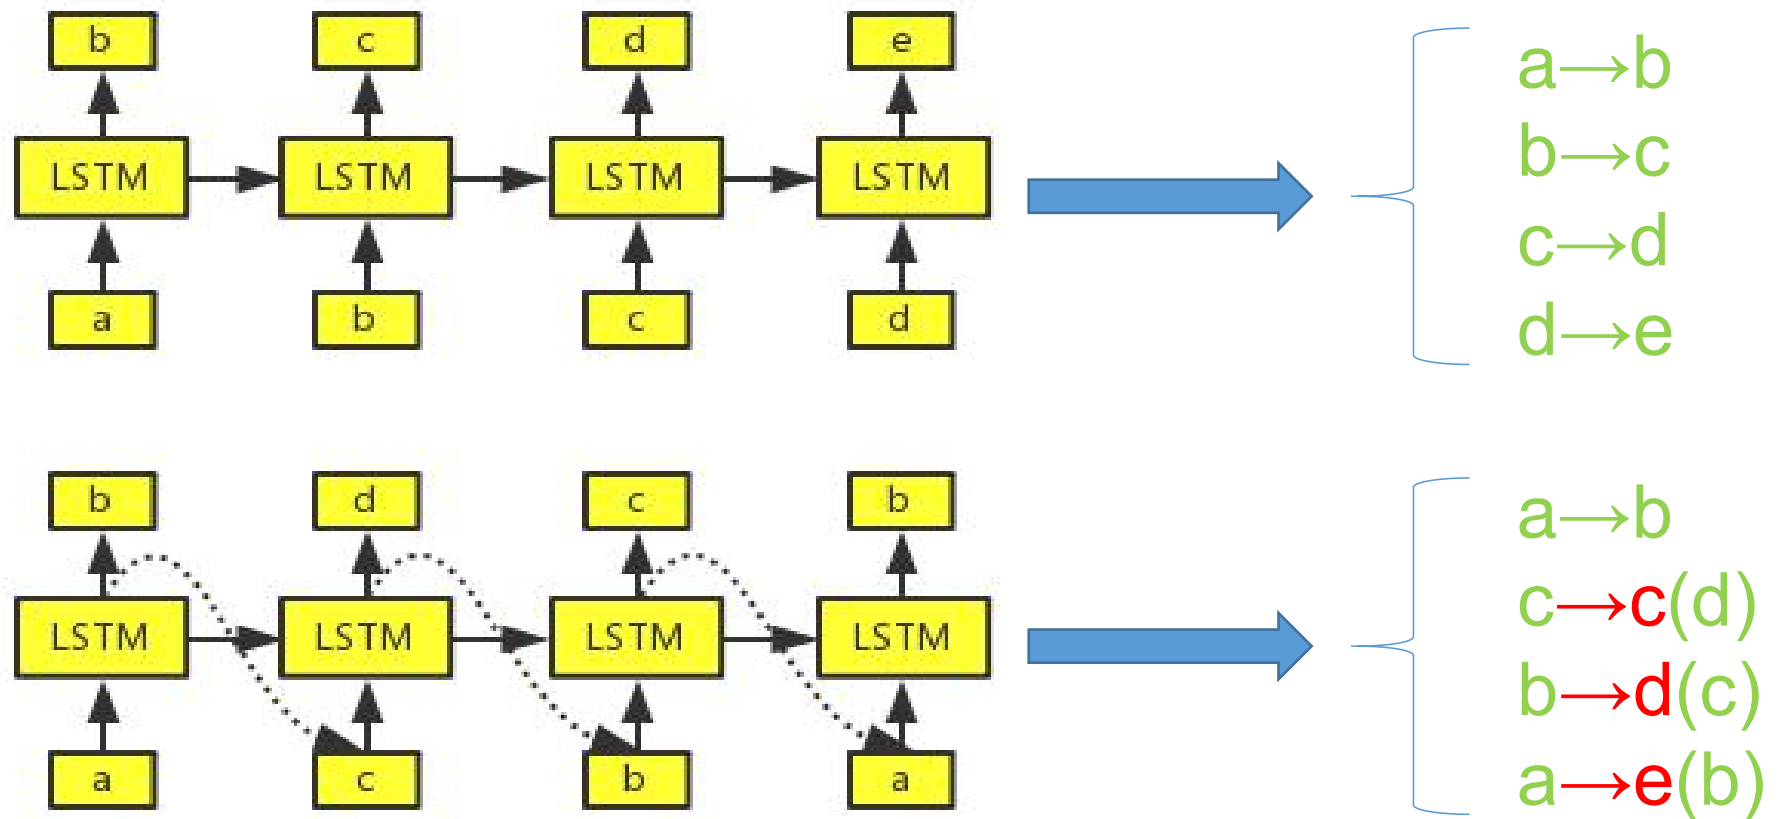 b c d e
LSTM LSTM LSTM LSTM
a b c d
a→b
b→c
c→d
d→e
b d c b
LSTM LSTM LSTM LSTM
a c b a
a→b
c→c(d)
b→d(c)
a→e(b)